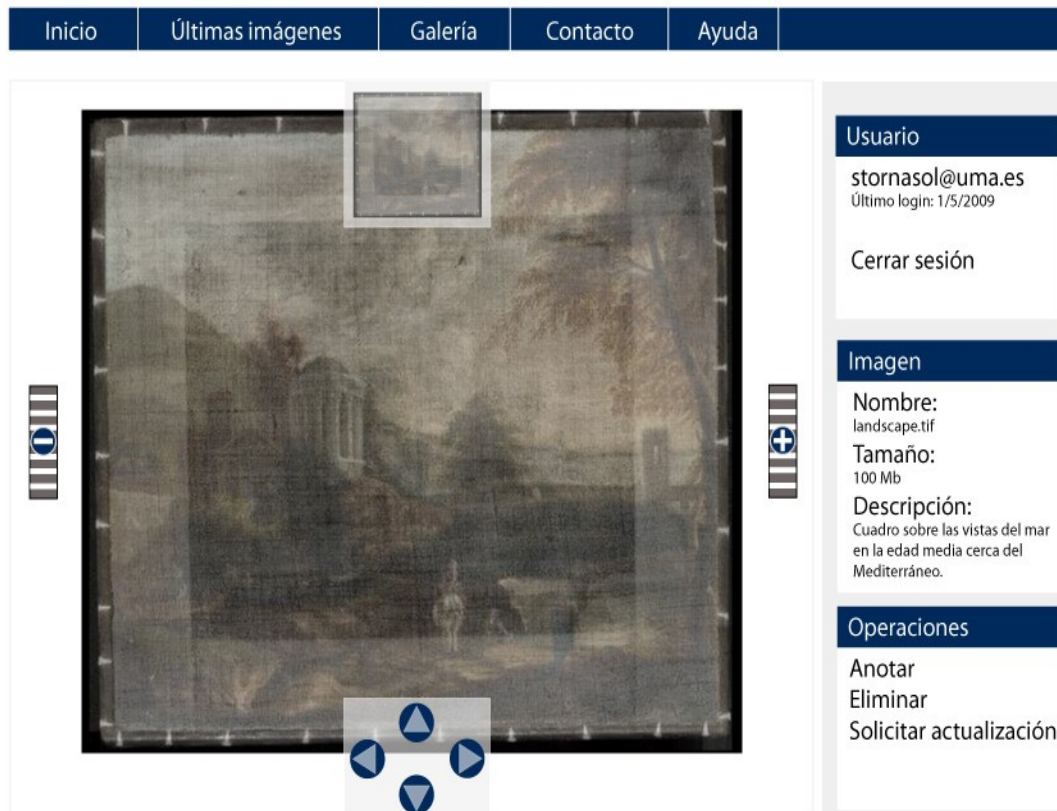 Inicio Últimas imágenes Galería Contacto Ayuda
Usuario
stornasol@uma.es
Último login: 1/5/2009
Cerrar sesión
Imagen
Nombre:
landscape.tif
Tamaño:
100 Mb
Descripción:
Cuadro sobre las vistas del mar
en la edad media cerca del
Mediterráneo.
Operaciones
Anotar
Eliminar
Solicitar actualización